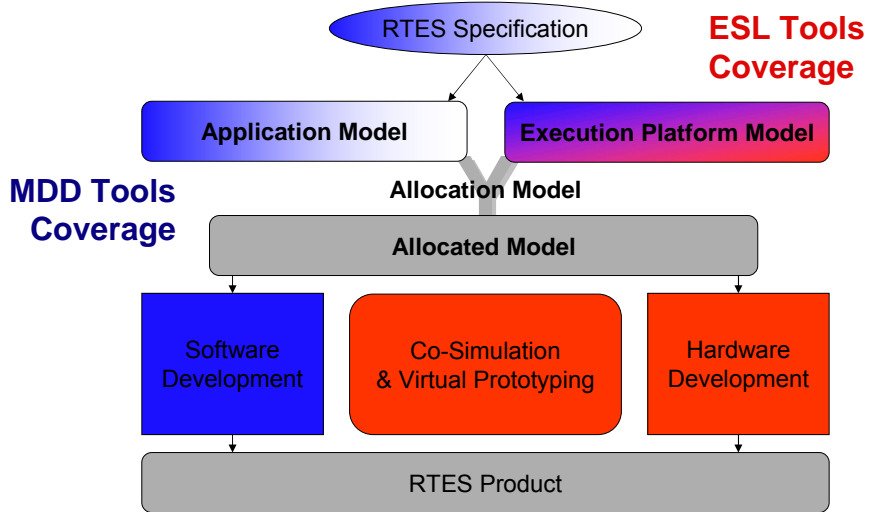 RTES Specification
ESL Tools
Coverage
Application Model
Execution Platform Model
MDD Tools
Coverage
Allocation Model
Allocated Model
Software
Development
Co-Simulation
& Virtual Prototyping
Hardware
Development
RTES Product